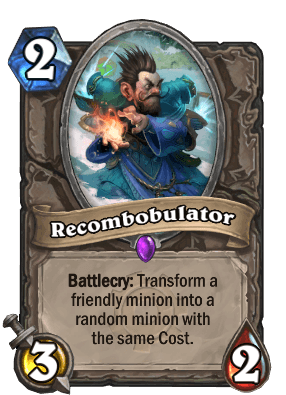 2
Recombobulator
Battlecry: Transform a
friendly minion into a
random minion with
the same Cost.
3
2